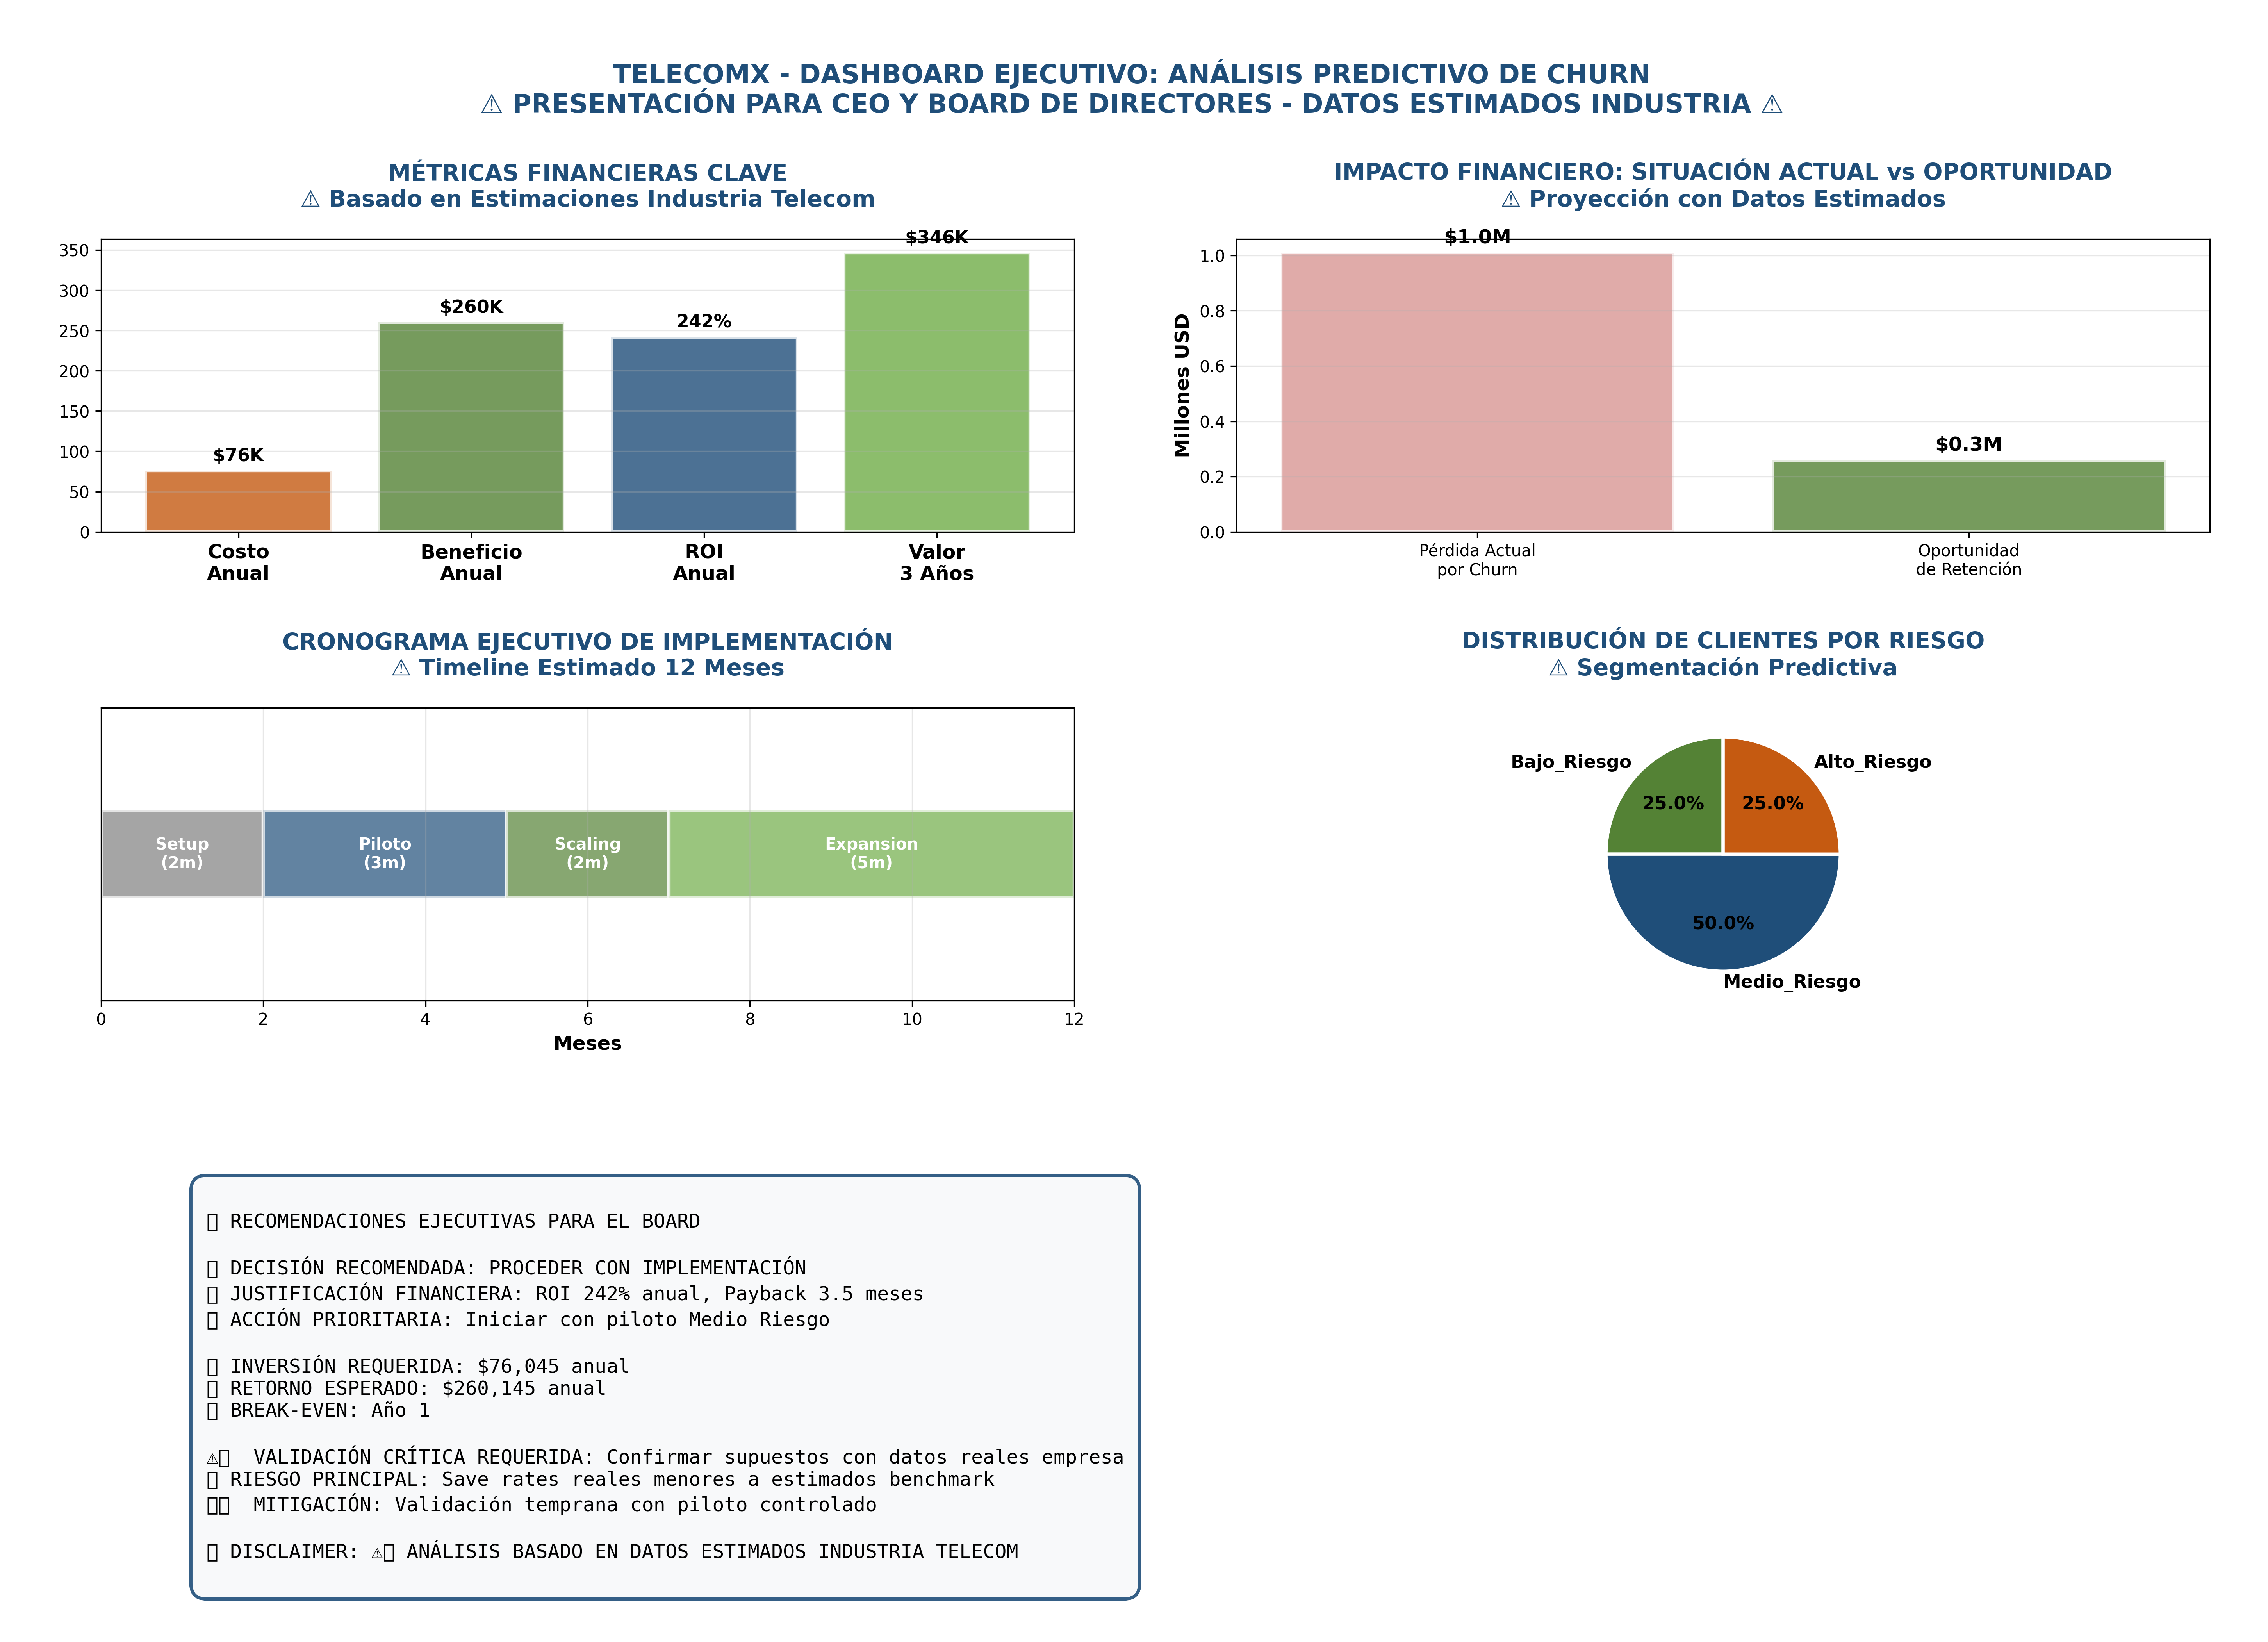 TELECOMX - DASHBOARD EJECUTIVO: ANÁLISIS PREDICTIVO DE CHURN
⚠ PRESENTACIÓN PARA CEO Y BOARD DE DIRECTORES - DATOS ESTIMADOS INDUSTRIA ⚠
MÉTRICAS FINANCIERAS CLAVE
⚠ Basado en Estimaciones Industria Telecom
350
300
250
200
150
100
50
0
$76K
$260K
242%
$346K
Costo
Anual
Beneficio
Anual
ROI
Anual
Valor
3 Años
IMPACTO FINANCIERO: SITUACIÓN ACTUAL vs OPORTUNIDAD
⚠ Proyección con Datos Estimados
Millones USD
1.0
0.8
0.6
0.4
0.2
0.0
$1.0M
$0.3M
Pérdida Actual
por Churn
Oportunidad
de Retención
CRONOGRAMA EJECUTIVO DE IMPLEMENTACIÓN
⚠ Timeline Estimado 12 Meses
Setup
(2m)
Piloto
(3m)
Scaling
(2m)
Expansion
(5m)
0 2 4 6 8 10 12
Meses
DISTRIBUCIÓN DE CLIENTES POR RIESGO
⚠ Segmentación Predictiva
Bajo_Riesgo
Alto_Riesgo
25.0%
25.0%
50.0%
Medio_Riesgo
RECOMENDACIONES EJECUTIVAS PARA EL BOARD
DECISIÓN RECOMENDADA: PROCEDER CON IMPLEMENTACIÓN
JUSTIFICACIÓN FINANCIERA: ROI 242% anual, Payback 3.5 meses
ACCIÓN PRIORITARIA: Iniciar con piloto Medio Riesgo
INVERSIÓN REQUERIDA: $76,045 anual
RETORNO ESPERADO: $260,145 anual
BREAK-EVEN: Año 1
⚠ VALIDACIÓN CRÍTICA REQUERIDA: Confirmar supuestos con datos reales empresa
RIESGO PRINCIPAL: Save rates reales menores a estimados benchmark
MITIGACIÓN: Validación temprana con piloto controlado
DISCLAIMER: ⚠ ANÁLISIS BASADO EN DATOS ESTIMADOS INDUSTRIA TELECOM